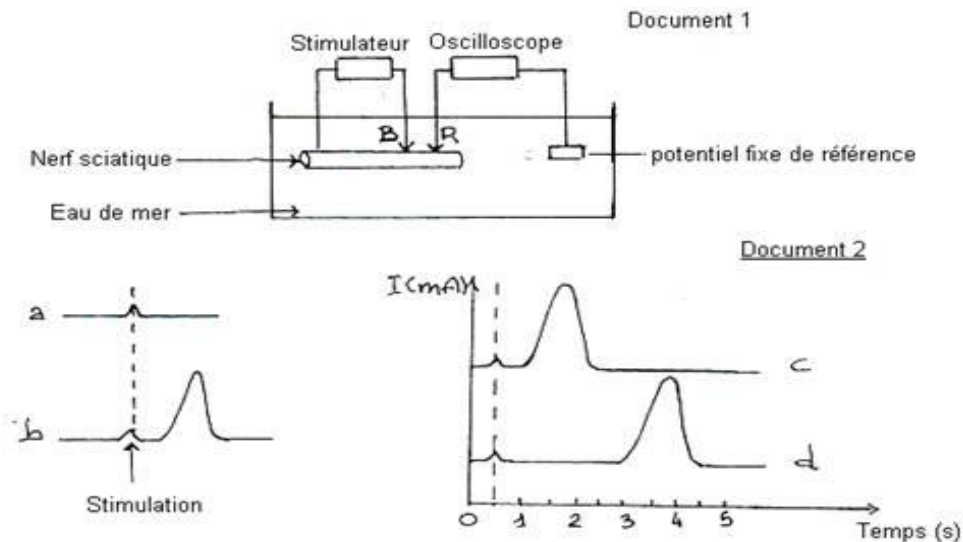 Document 1
Stimulateur
Oscilloscope
B
R
Nerf sciatique
potentiel fixe de référence
Eau de mer
Document 2
I(mA)
a
b
c
d
Stimulation
0 1 2 3 4 5
Temps (s)